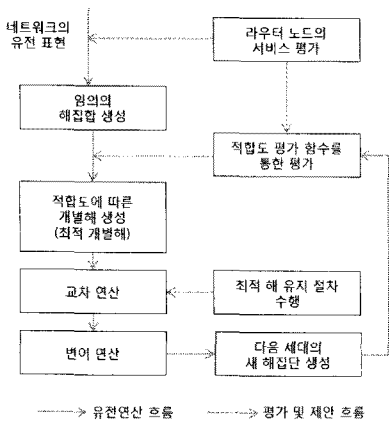 네트워크의
유전 표현
라우터 노드의
서비스 평가
임의의
해집합 생성
적합도 평가 함수를
통한 평가
적합도에 따른
개별해 생성
(최적 개별해)
교차 연산
최적 해 유지 절차
수행
변이 연산
다음 세대의
새 해집단 생성
유전연산 흐름
평가 및 제안 흐름